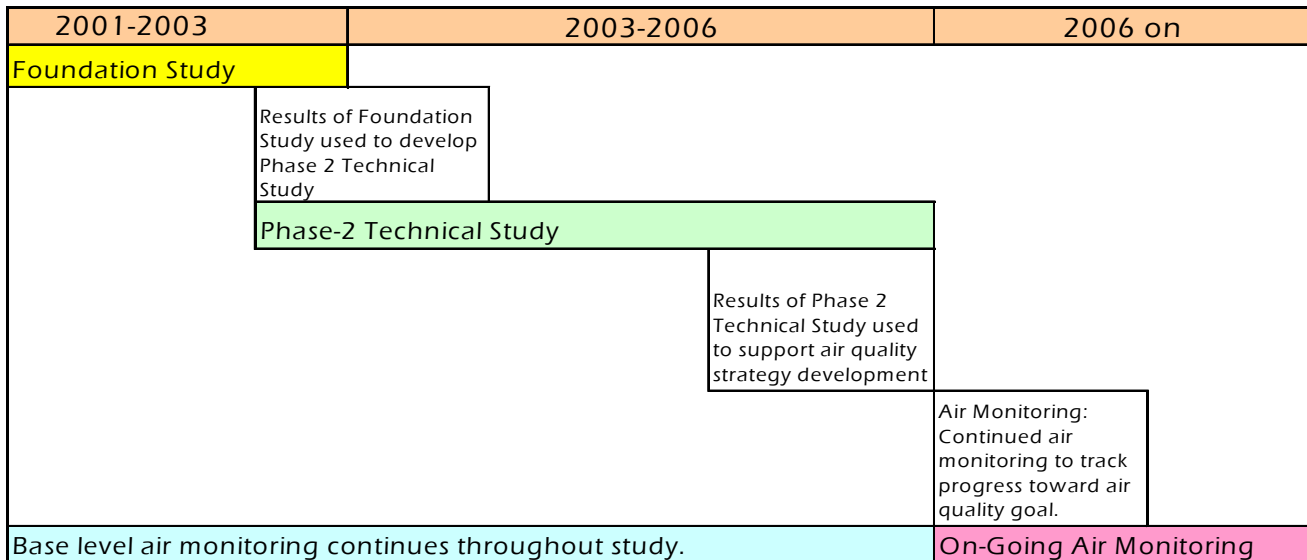 2001-2003
2003-2006
2006 on
Foundation Study
Results of Foundation
Study used to develop
Phase 2 Technical
Study
Phase-2 Technical Study
Results of Phase 2
Technical Study used
to support air quality
strategy development
Air Monitoring:
Continued air
monitoring to track
progress toward air
quality goal.
Base level air monitoring continues throughout study.
On-Going Air Monitoring